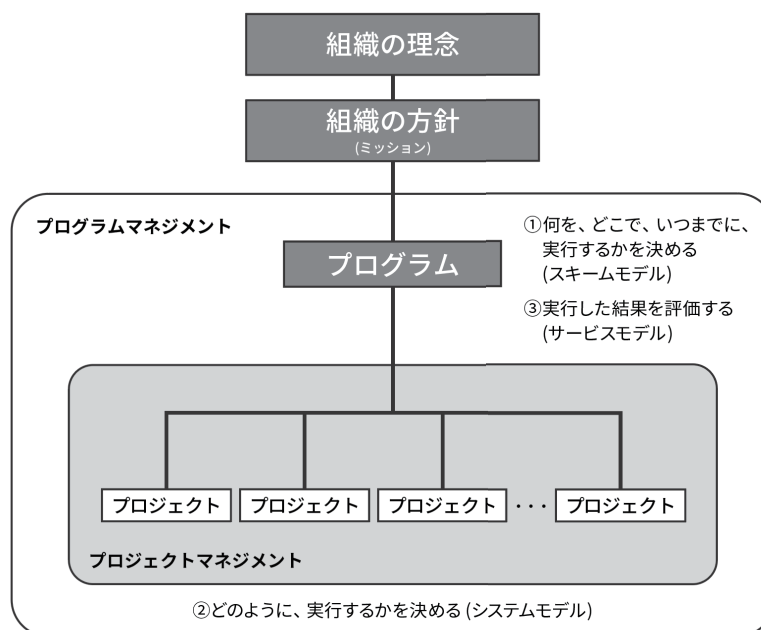 組織の理念
組織の方針
(ミッション)
プログラムマネジメント
①何を、どこで、いつまでに、
実行するかを決める
(スキームモデル)
プログラム
③実行した結果を評価する
(サービスモデル)
プロジェクト プロジェクト プロジェクト ・・・ プロジェクト
プロジェクトマネジメント
②どのように、実行するかを決める (システムモデル)